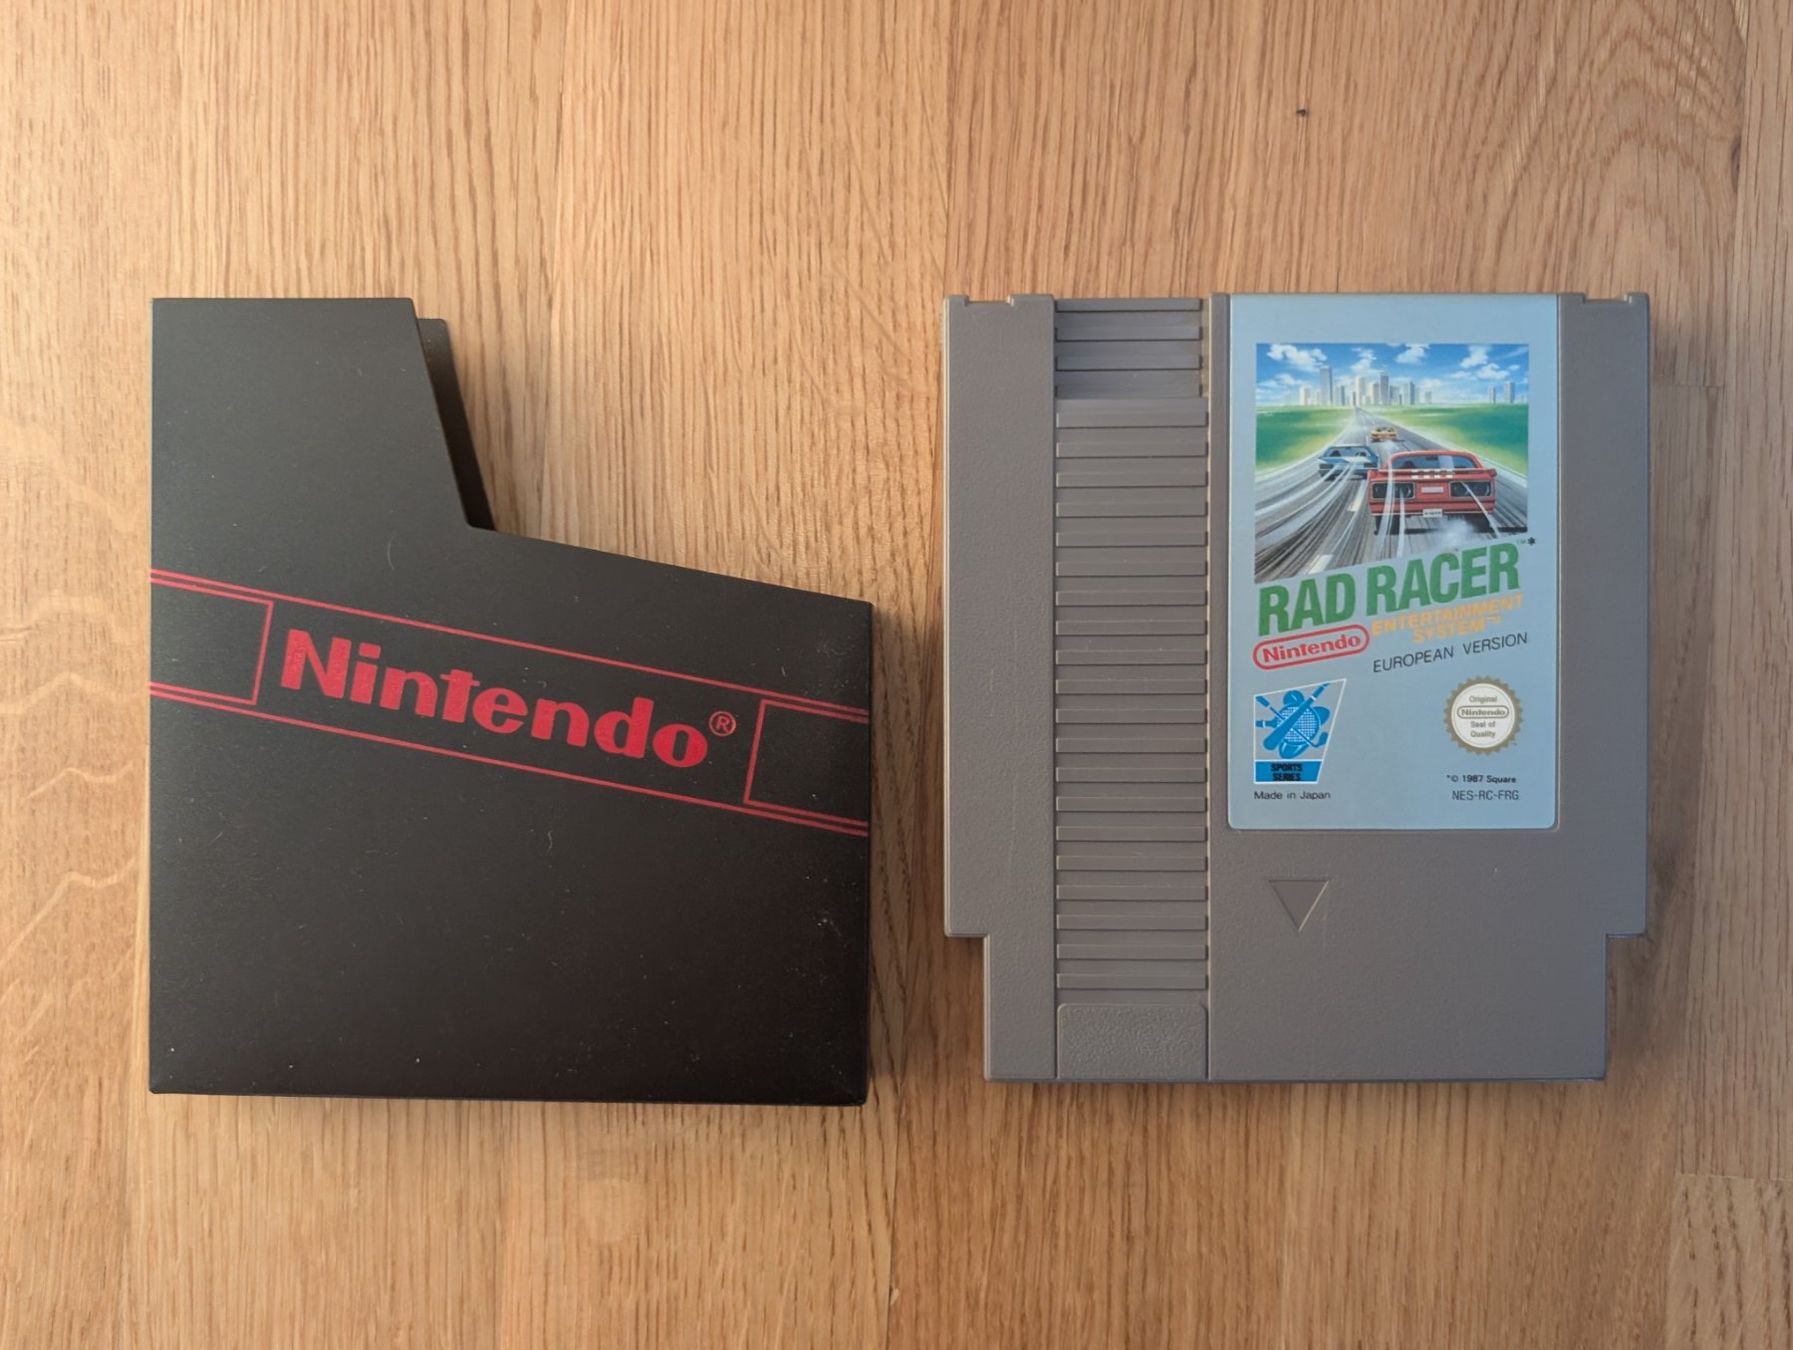 Nintendo®
RAD RACER™*
Nintendo ENTERTAINMENT
SYSTEM™
EUROPEAN VERSION
SPORTS
SERIES
Original
Nintendo
Seal of
Quality
*© 1987 Square
Made in Japan
NES-RC-FRG